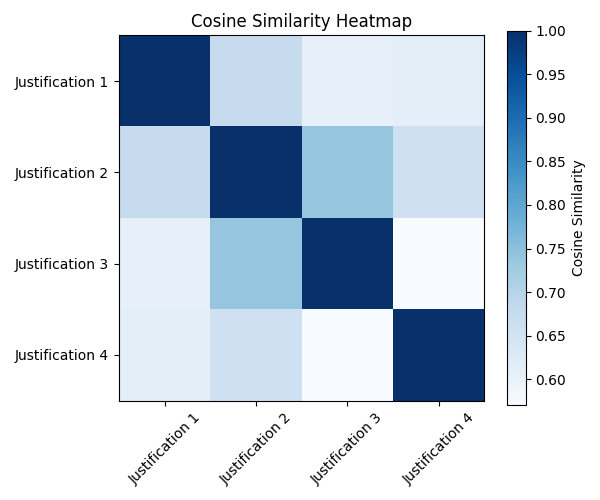 Cosine Similarity Heatmap
Justification 1
Justification 2
Justification 3
Justification 4
Justification 1
Justification 2
Justification 3
Justification 4
1.00
0.95
0.90
0.85
0.80
0.75
0.70
0.65
0.60
Cosine Similarity